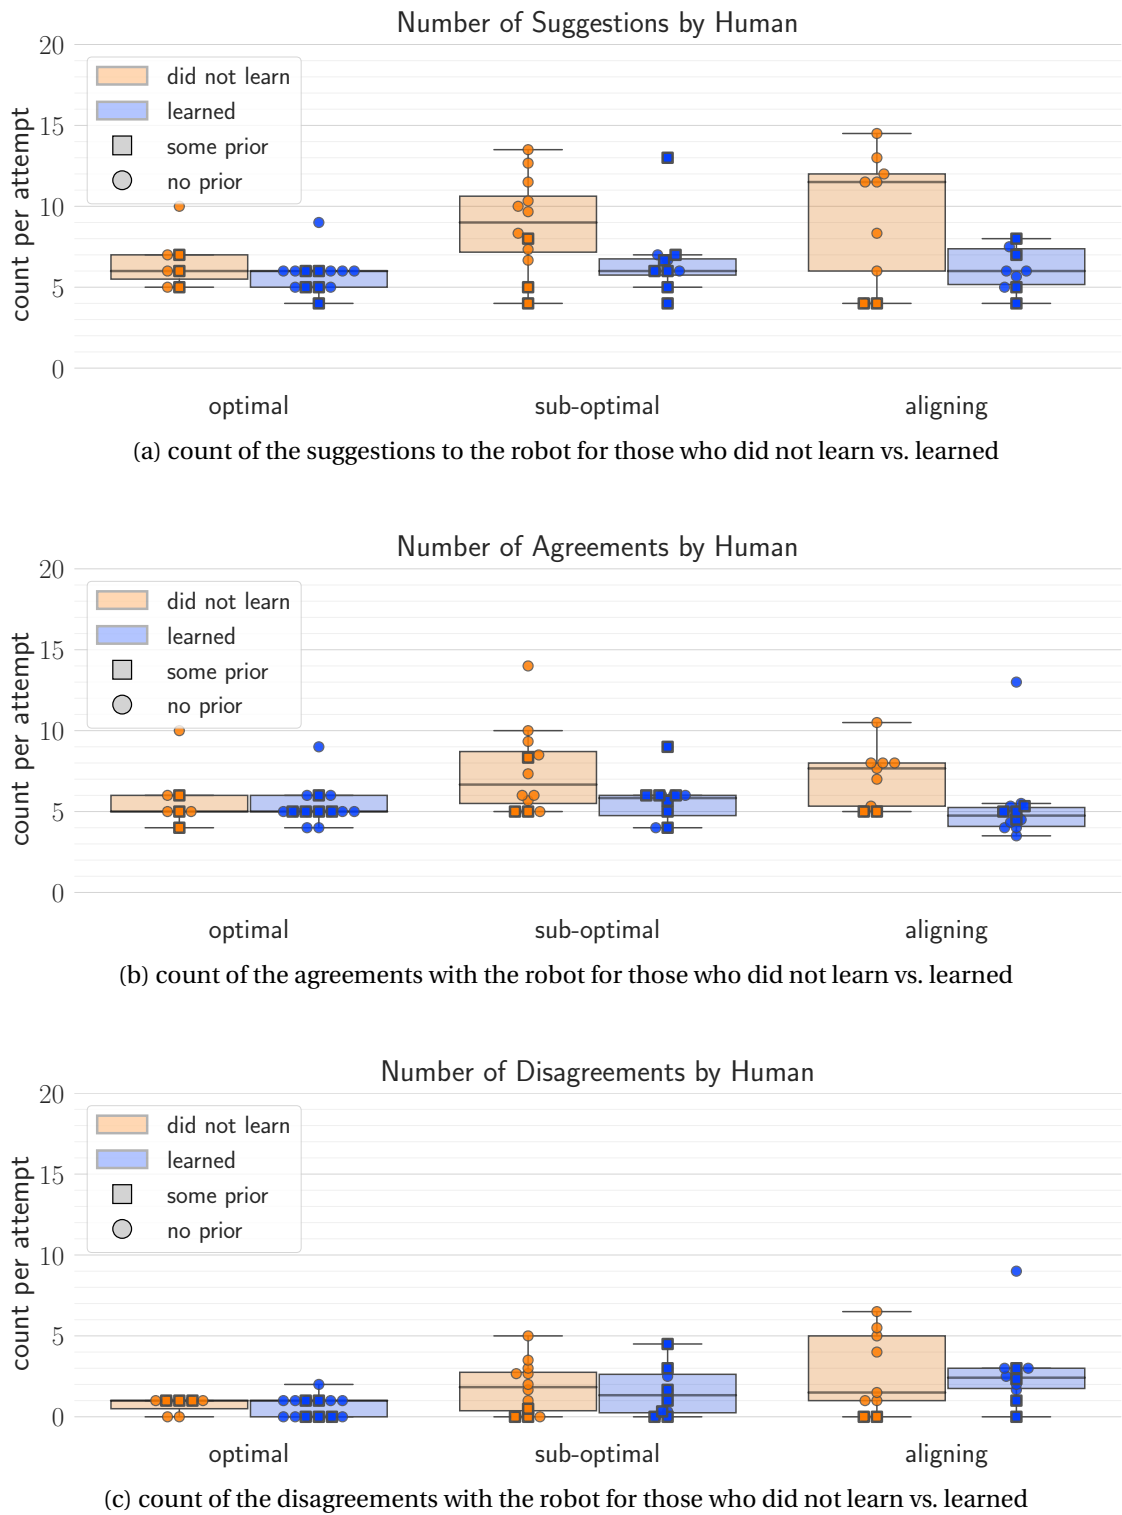 Number of Suggestions by Human
20
15
10
5
0
count per attempt
did not learn
learned
some prior
no prior
optimal
sub-optimal
aligning
(a) count of the suggestions to the robot for those who did not learn vs. learned
Number of Agreements by Human
20
15
10
5
0
count per attempt
did not learn
learned
some prior
no prior
optimal
sub-optimal
aligning
(b) count of the agreements with the robot for those who did not learn vs. learned
Number of Disagreements by Human
20
15
10
5
0
count per attempt
did not learn
learned
some prior
no prior
optimal
sub-optimal
aligning
(c) count of the disagreements with the robot for those who did not learn vs. learned